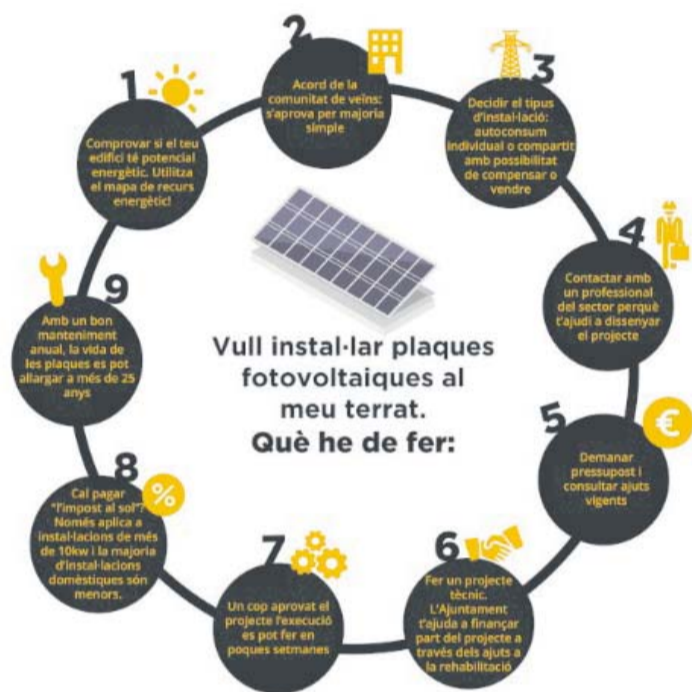 1
Comprovar si el teu
edifici té potencial
energètic. Utilitza
el mapa de recurs
energètic!
2
Acord de la
comunitat de veïns:
s'aprova per majoria
simple
3
Decidir el tipus
d'instal·lació:
autoconsum
individual o compartit
amb possibilitat
de compensar o
vendre
4
Contactar amb
un professional
del sector perquè
t'ajudi a dissenyar
el projecte
5
€
Demanar
pressupost i
consultar ajuts
vigents
6
Fer un projecte
tècnic.
L'Ajuntament
t'ajuda a finançar
part del projecte a
través dels ajuts a
la rehabilitació
7
Un cop aprovat el
projecte l'execució
es pot fer en
poques setmanes
8
%
Cal pagar
"l'impost al sol"?
Només aplica a
instal·lacions de més
de 10kw i la majoria
d'instal·lacions
domèstiques són
menors.
9
Amb un bon
manteniment
anual, la vida de
les plaques es pot
allargar a més de 25
anys
Vull instal·lar plaques
fotovoltaiques al
meu terrat.
Què he de fer: